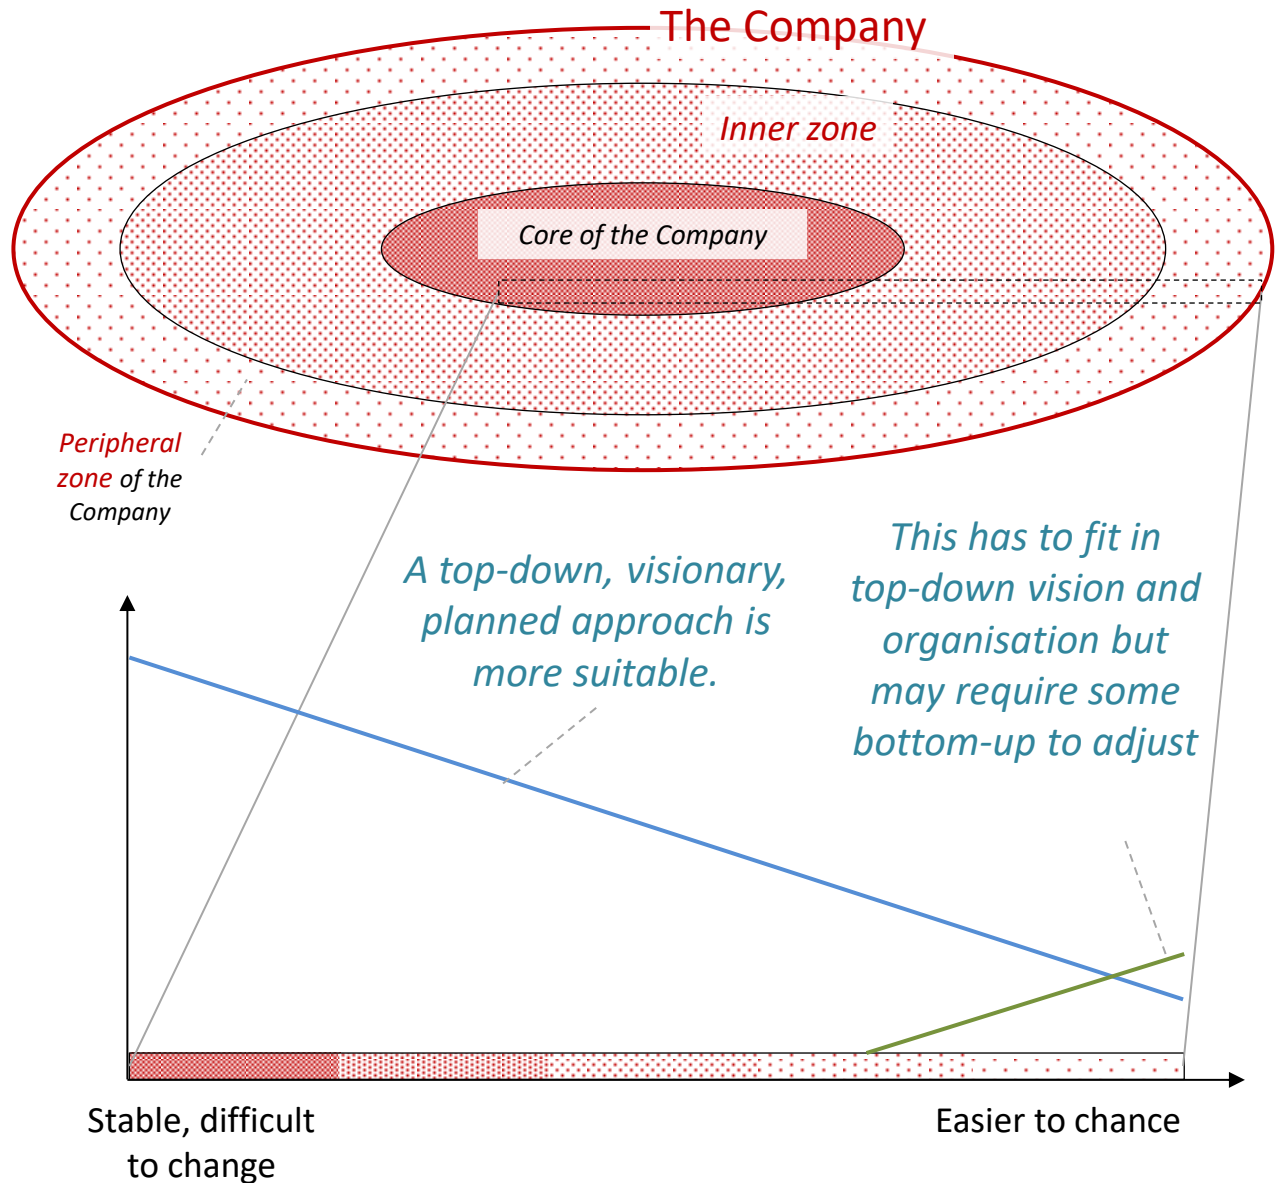 The Company
Inner zone
Core of the Company
Peripheral
zone of the
Company
A top-down, visionary,
planned approach is
more suitable.
This has to fit in
top-down vision and
organisation but
may require some
bottom-up to adjust
Stable, difficult
to change
Easier to chance